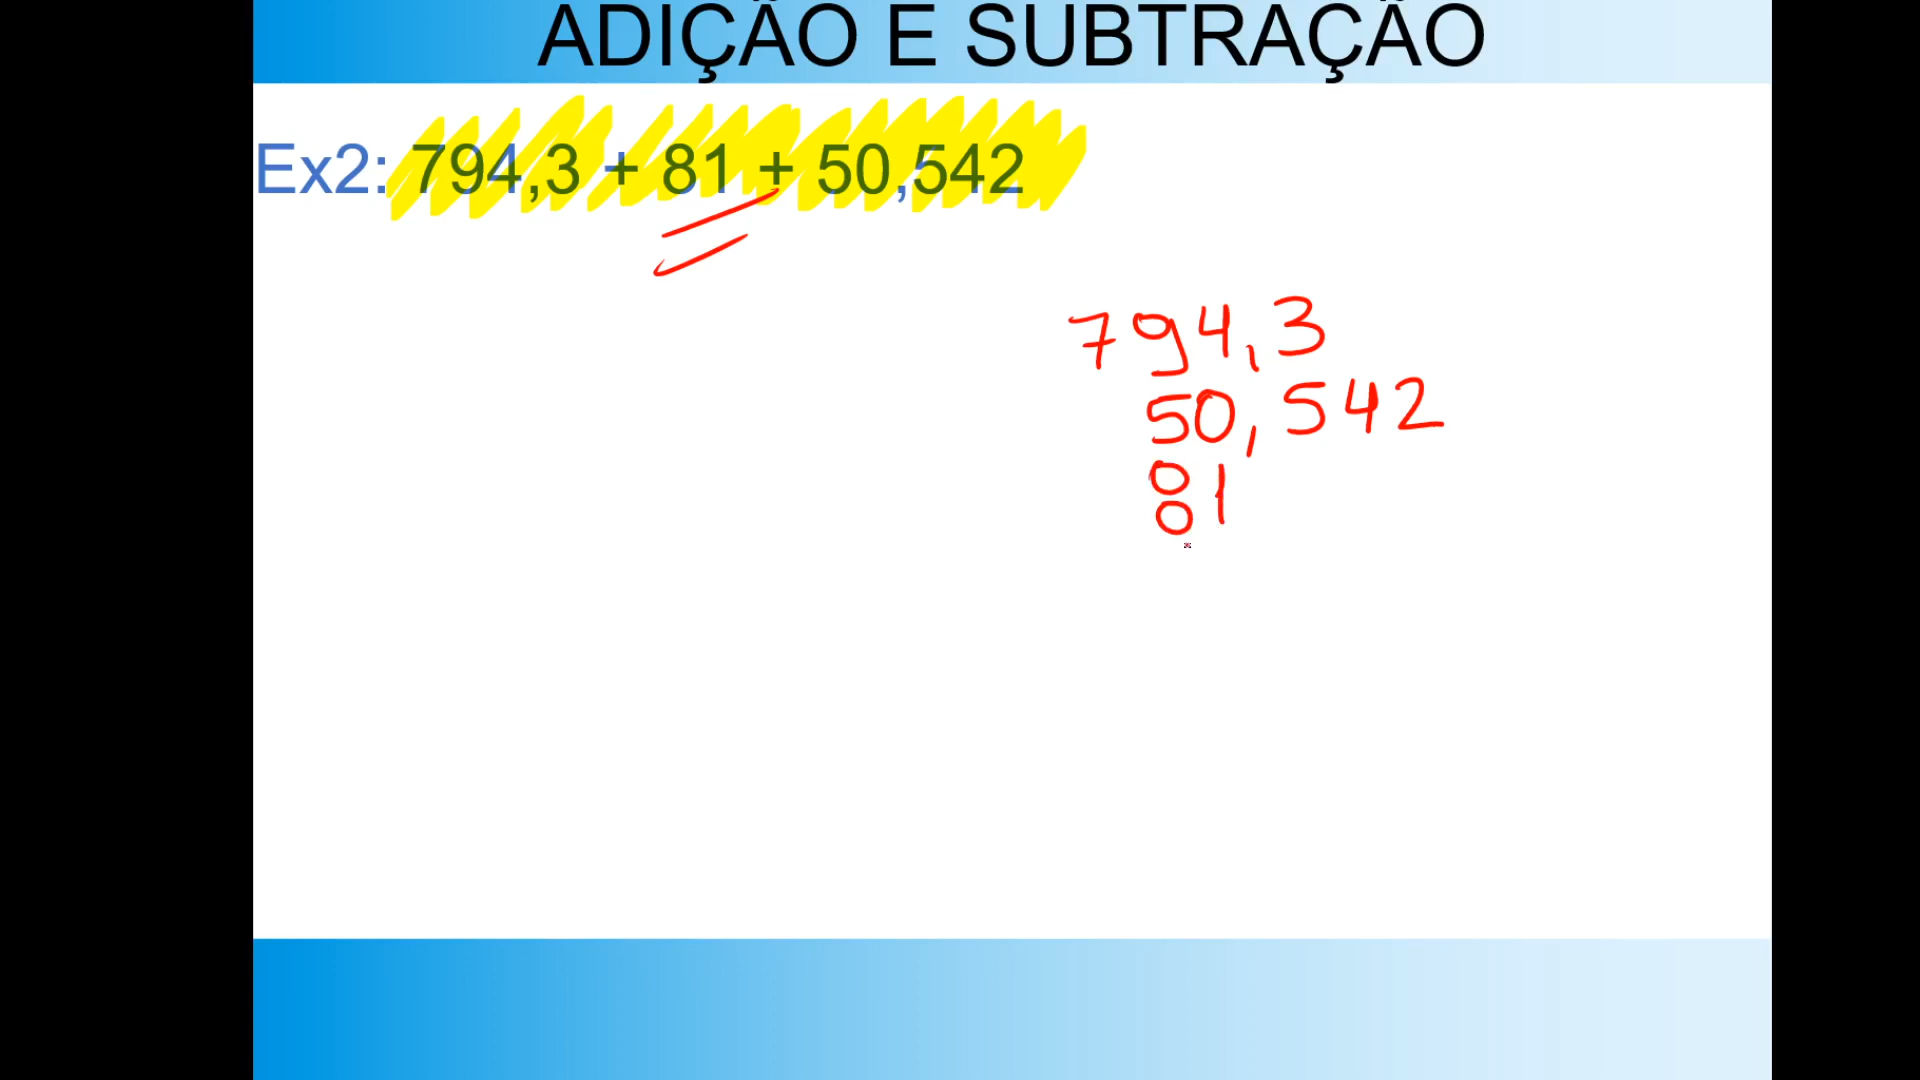 ADIÇÃO E SUBTRAÇÃO
Ex2: 794,3 + 81 + 50,542
794,3
50,542
81